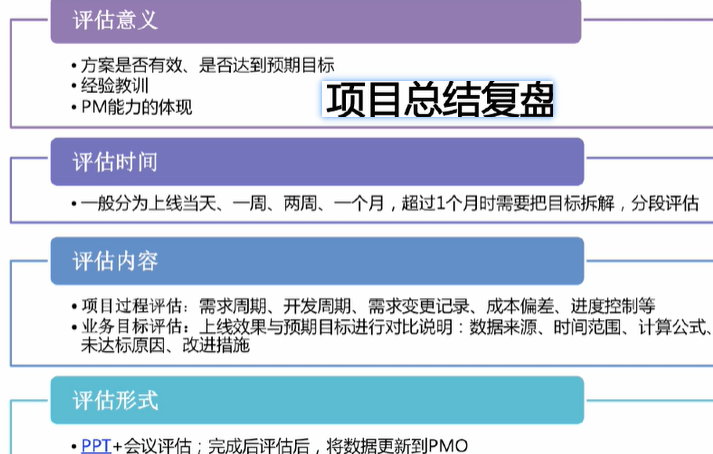 评估意义
•方案是否有效、是否达到预期目标
•经验教训
•PM能力的体现
项目总结复盘
评估时间
•一般分为上线当天、一周、两周、一个月，超过1个月时需要把目标拆解，分段评估
评估内容
•项目过程评估：需求周期、开发周期、需求变更记录、成本偏差、进度控制等
•业务目标评估：上线效果与预期目标进行对比说明：数据来源、时间范围、计算公式、
未达标原因、改进措施
评估形式
•PPT+会议评估；完成后评估后，将数据更新到PMO